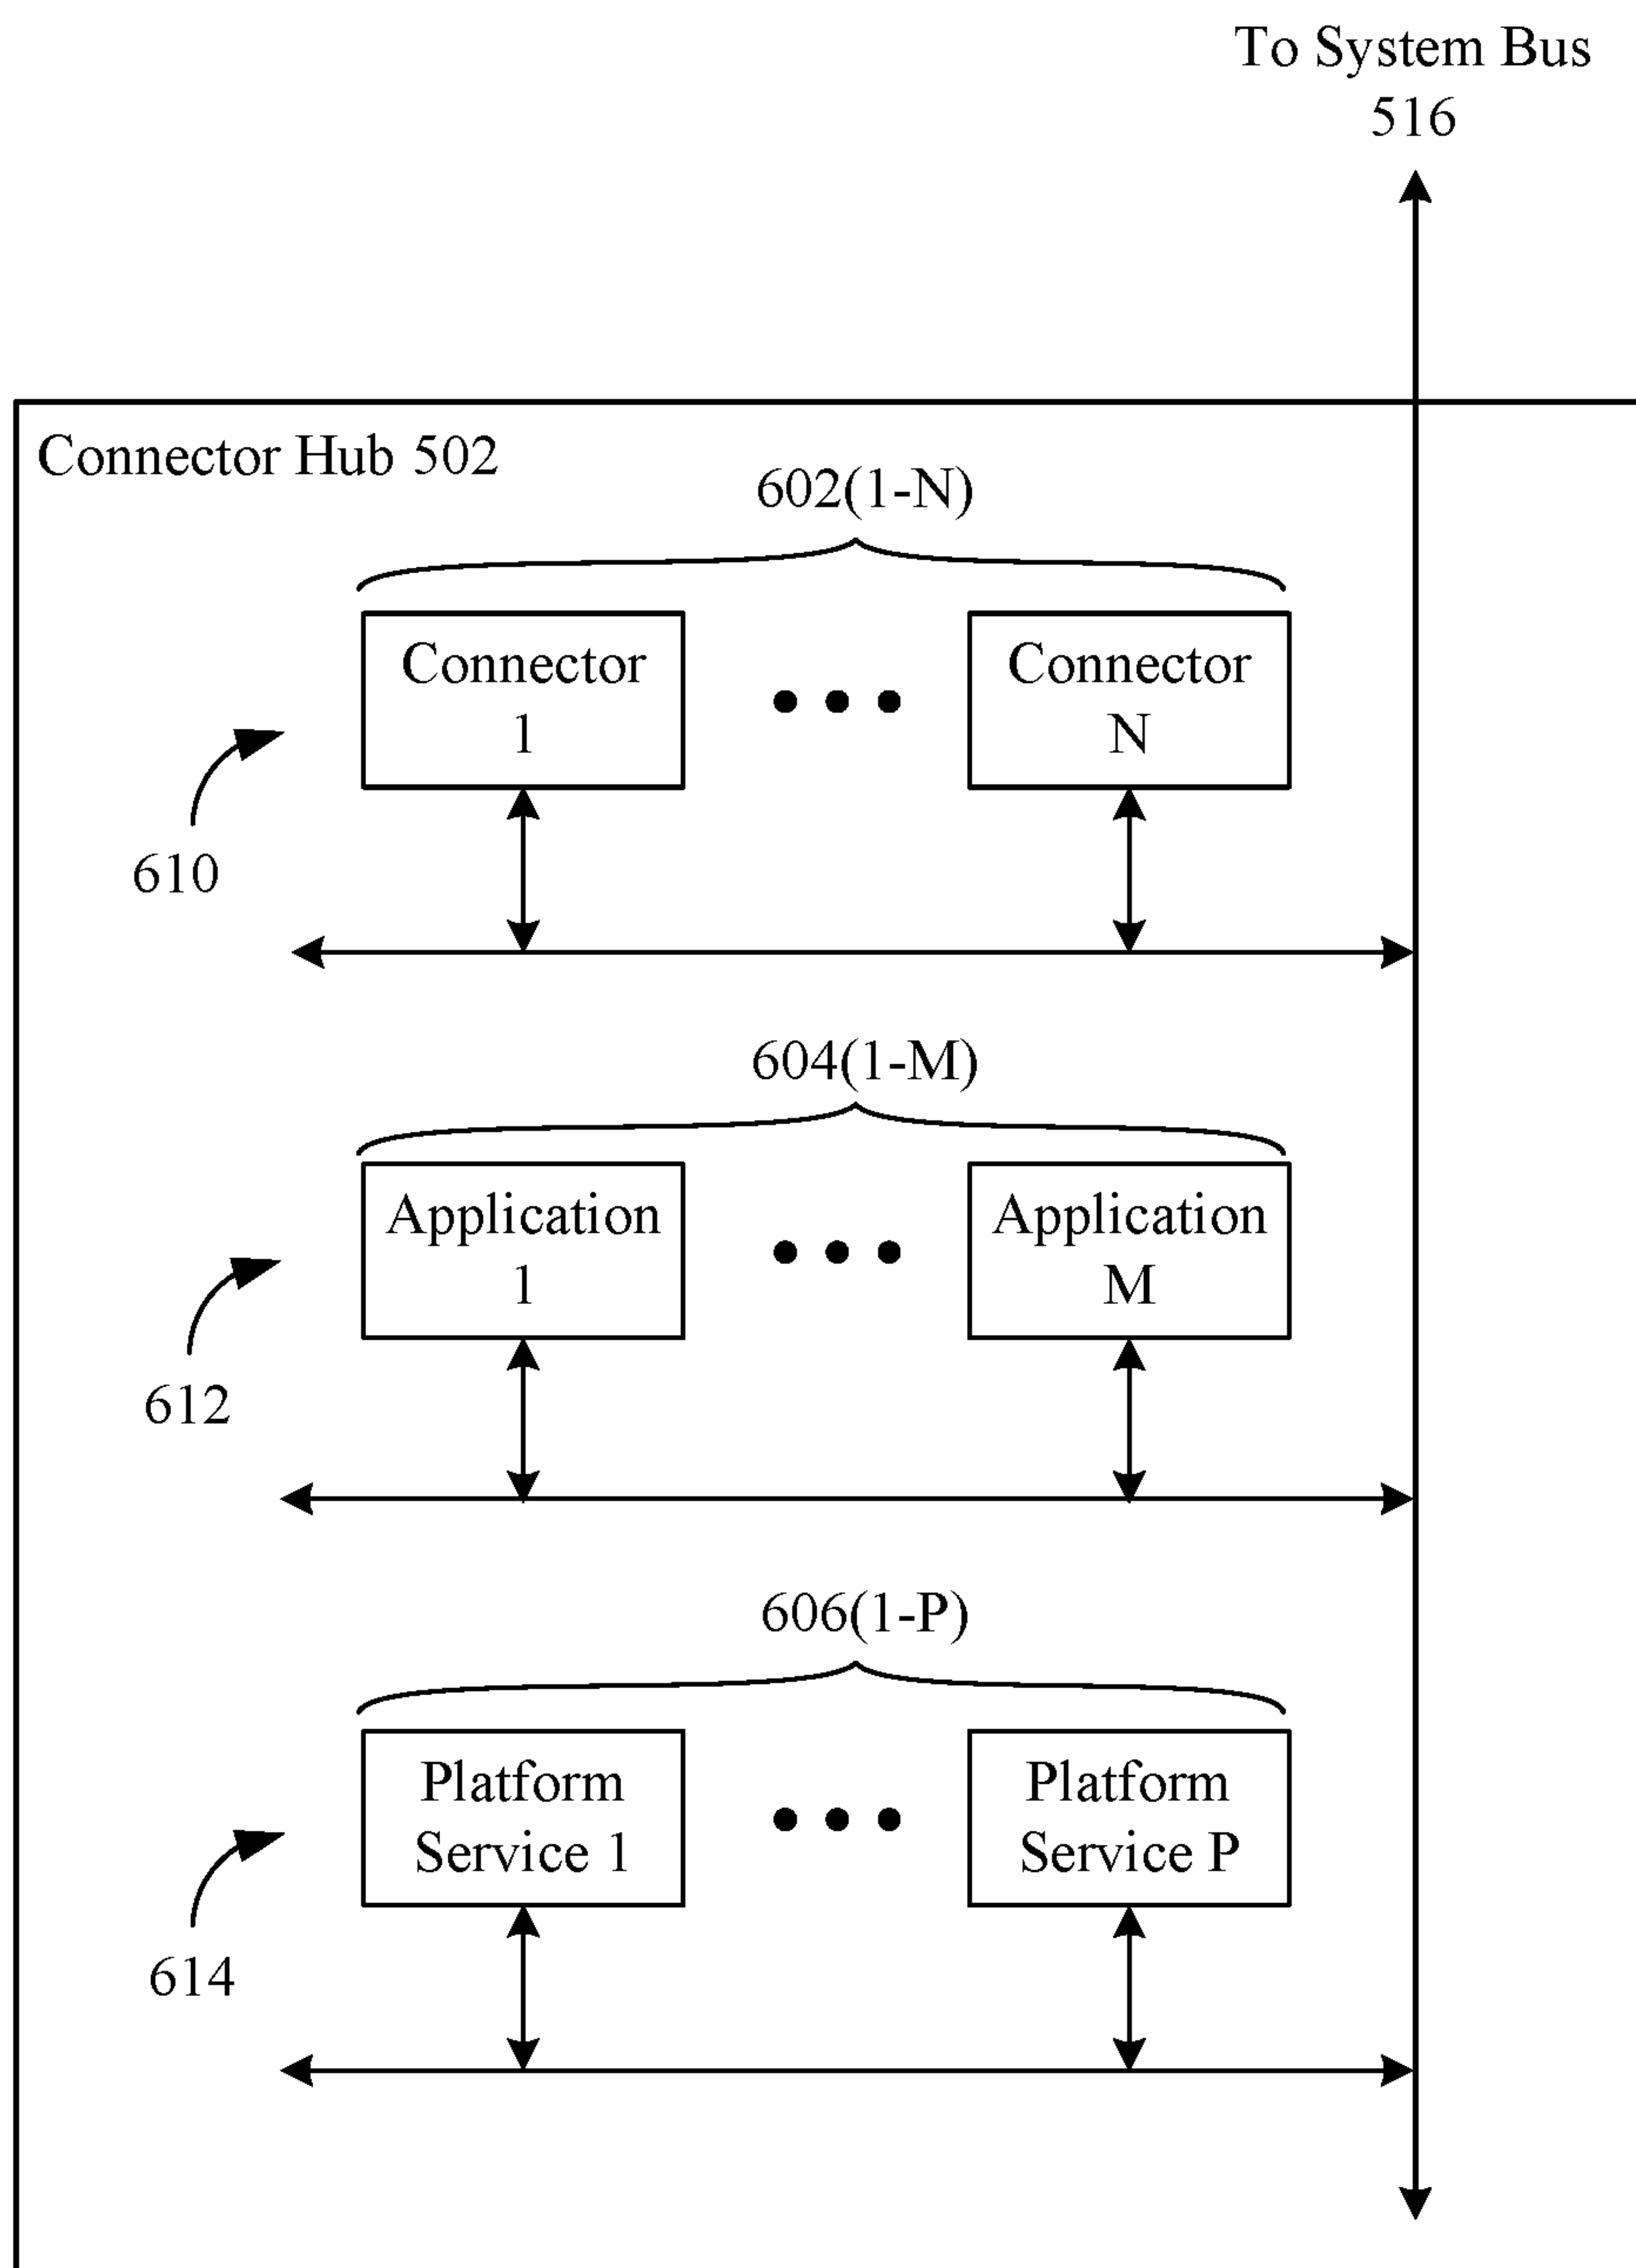 To System Bus
516
Connector Hub 502
602(1-N)
Connector
1
Connector
N
610
604(1-M)
Application
1
Application
M
612
606(1-P)
Platform
Service 1
Platform
Service P
614